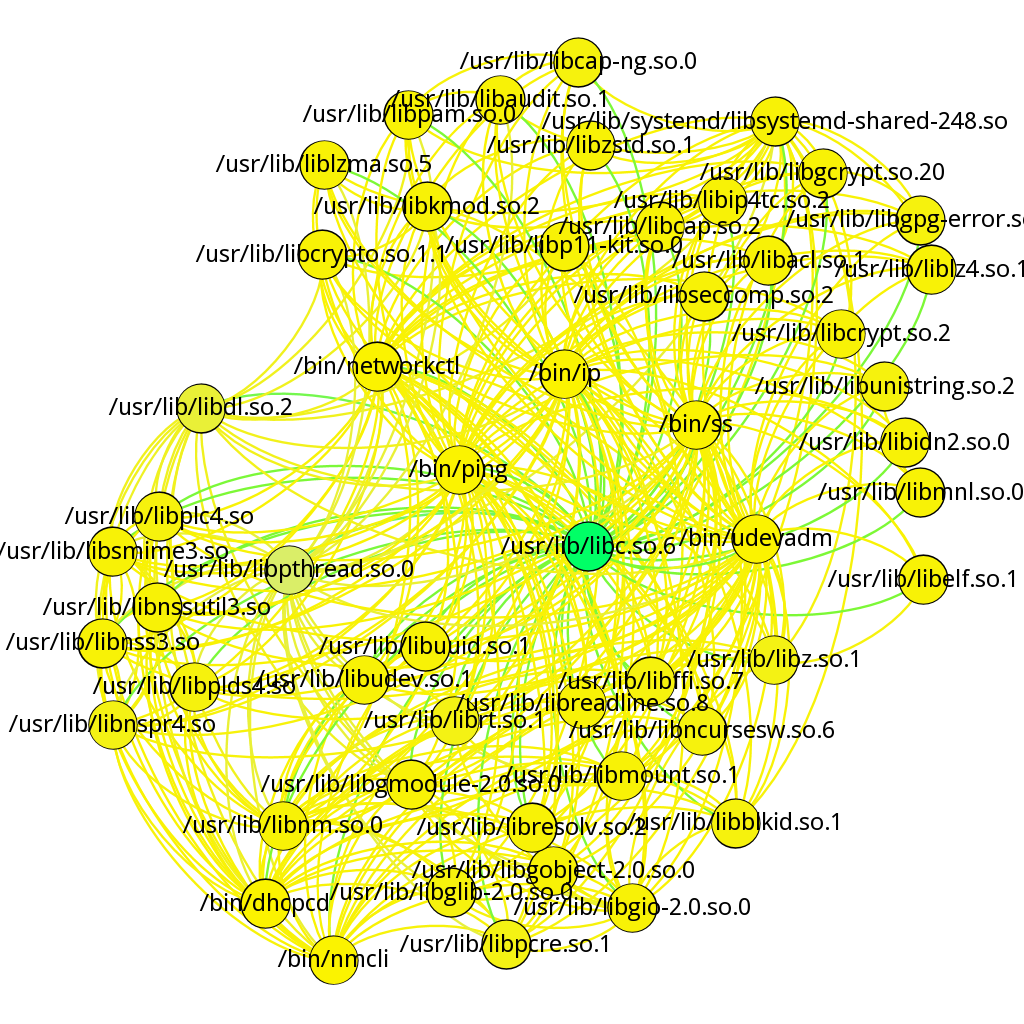 /usr/lib/libcap-ng.so.0
/usr/lib/libaudit.so.1
/usr/lib/libpam.so.0
/usr/lib/systemd/libsystemd-shared-248.so
/usr/lib/libzstd.so.1
/usr/lib/liblzma.so.5
/usr/lib/libgcrypt.so.20
/usr/lib/libip4tc.so.2
/usr/lib/libkmod.so.2
/usr/lib/libgpg-error.so
/usr/lib/libcap.so.2
/usr/lib/libp11-kit.so.0
/usr/lib/libcrypto.so.1.1
/usr/lib/libacl.so.1
/usr/lib/liblz4.so.1
/usr/lib/libseccomp.so.2
/usr/lib/libcrypt.so.2
/bin/networkctl
/bin/ip
/usr/lib/libunistring.so.2
/usr/lib/libdl.so.2
/bin/ss
/usr/lib/libidn2.so.0
/bin/ping
/usr/lib/libmnl.so.0
/usr/lib/libplc4.so
/bin/udevadm
/usr/lib/libc.so.6
/usr/lib/libsmime3.so
/usr/lib/libpthread.so.0
/usr/lib/libelf.so.1
/usr/lib/libnssutil3.so
/usr/lib/libnss3.so
/usr/lib/libuuid.so.1
/usr/lib/libz.so.1
/usr/lib/libudev.so.1
/usr/lib/libffi.so.7
/usr/lib/libplds4.so
/usr/lib/libreadline.so.8
/usr/lib/librt.so.1
/usr/lib/libnspr4.so
/usr/lib/libncursesw.so.6
/usr/lib/libmount.so.1
/usr/lib/libgmodule-2.0.so.0
/usr/lib/libblkid.so.1
/usr/lib/libnm.so.0
/usr/lib/libresolv.so.2
/usr/lib/libgobject-2.0.so.0
/usr/lib/libglib-2.0.so.0
/bin/dhcpcd
/usr/lib/libgio-2.0.so.0
/usr/lib/libpcre.so.1
/bin/nmcli